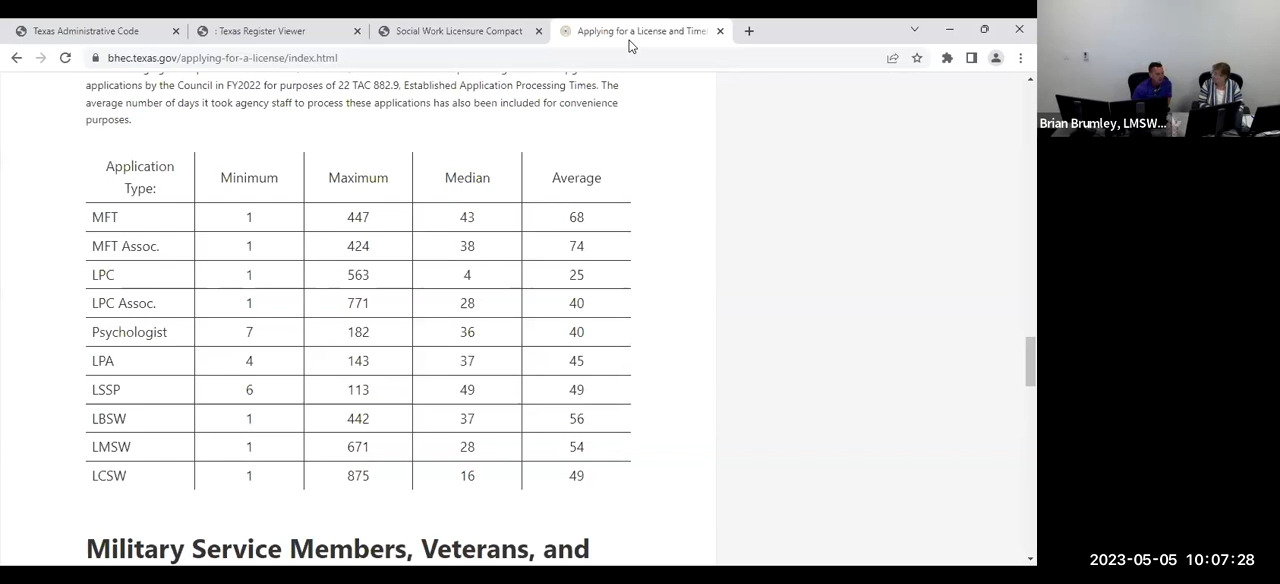 Texas Administrative Code
: Texas Register Viewer
Social Work Licensure Compact
Applying for a License and Time
bhec.texas.gov/applying-for-a-license/index.html
applications by the Council in FY2022 for purposes of 22 TAC 882.9, Established Application Processing Times. The
average number of days it took agency staff to process these applications has also been included for convenience
purposes.
Application Type: Minimum Maximum Median Average
MFT 1 447 43 68
MFT Assoc. 1 424 38 74
LPC 1 563 4 25
LPC Assoc. 1 771 28 40
Psychologist 7 182 36 40
LPA 4 143 37 45
LSSP 6 113 49 49
LBSW 1 442 37 56
LMSW 1 671 28 54
LCSW 1 875 16 49
Military Service Members, Veterans, and
Brian Brumley, LMSW...
2023-05-05 10:07:28